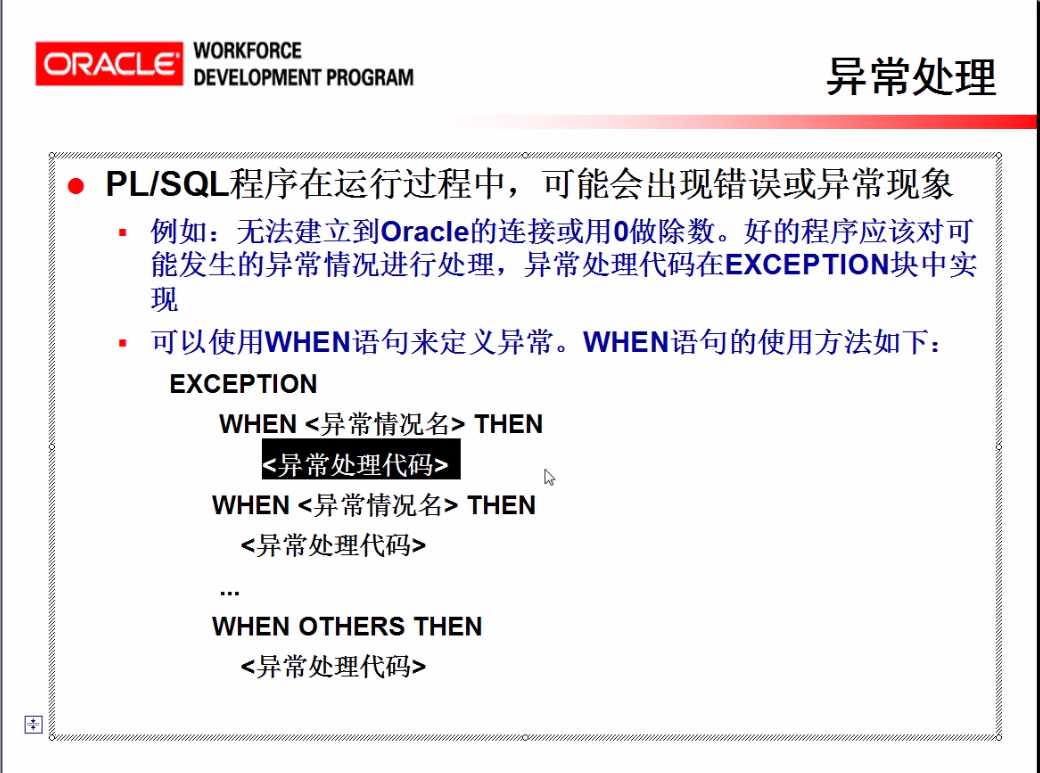 ORACLE WORKFORCE
DEVELOPMENT PROGRAM
异常处理
PL/SQL程序在运行过程中，可能会出现错误或异常现象
例如：无法建立到Oracle的连接或用0做除数。好的程序应该对可
能发生的异常情况进行处理，异常处理代码在EXCEPTION块中实
现
可以使用WHEN语句来定义异常。WHEN语句的使用方法如下：
EXCEPTION
WHEN <异常情况名> THEN
<异常处理代码>
WHEN <异常情况名> THEN
<异常处理代码>
...
WHEN OTHERS THEN
<异常处理代码>